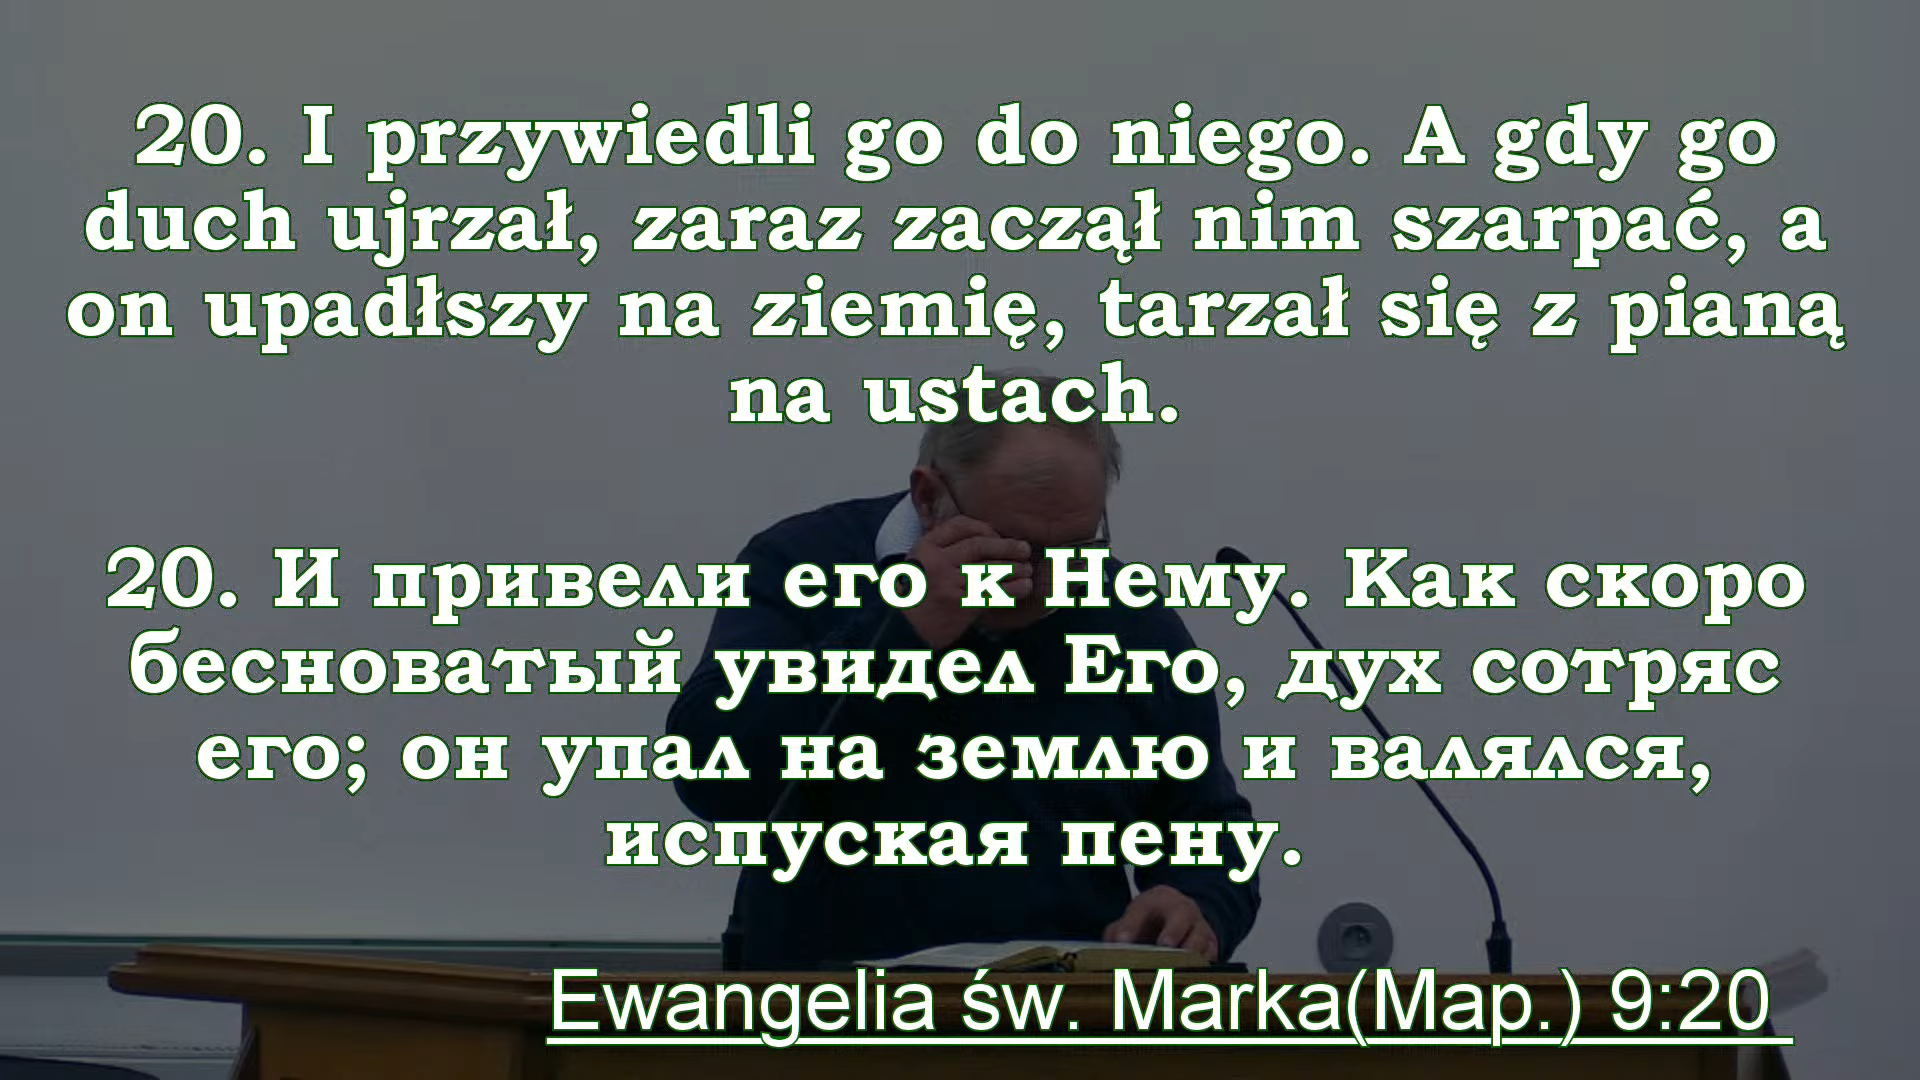 20. I przywiedli go do niego. A gdy go
duch ujrzał, zaraz zaczął nim szarpać, a
on upadłszy na ziemię, tarzał się z pianą
na ustach.
20. И привели его к Нему. Как скоро
бесноватый увидел Его, дух сотряс
его; он упал на землю и валялся,
испуская пену.
Ewangelia św. Marka(Мар.) 9:20